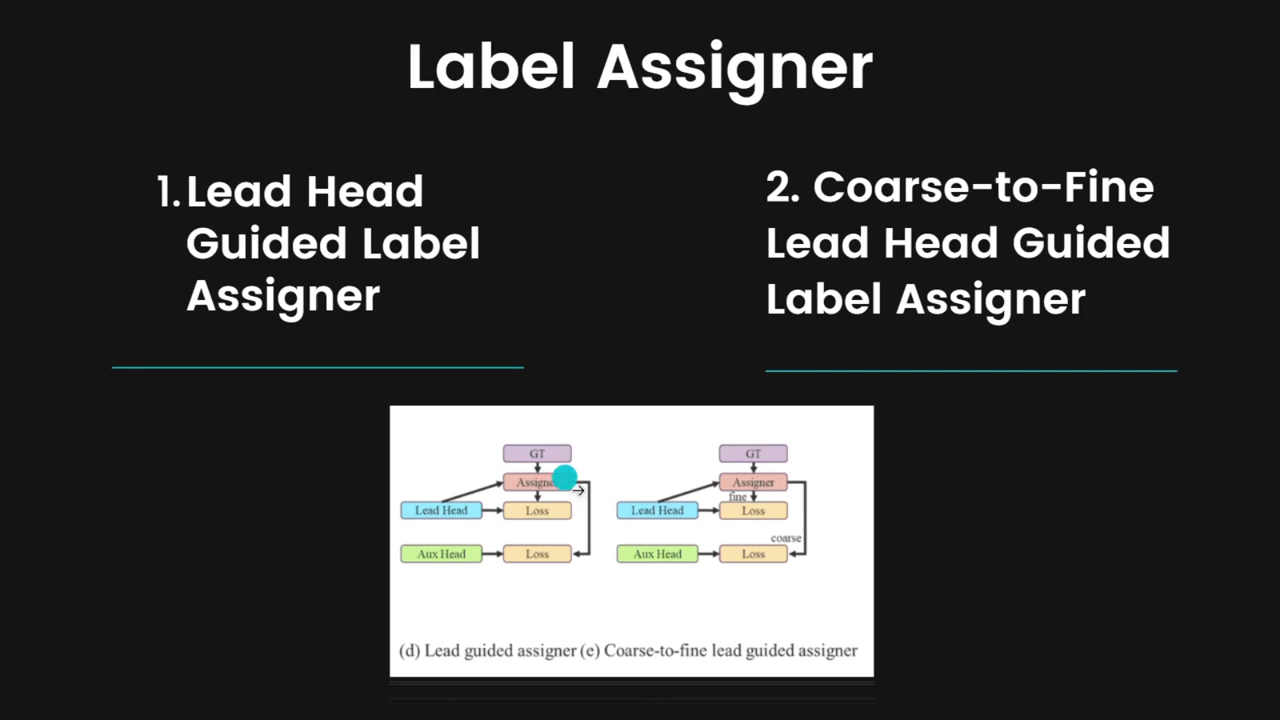 Label Assigner
1. Lead Head
Guided Label
Assigner
2. Coarse-to-Fine
Lead Head Guided
Label Assigner
GT
Lead Head
Loss
Aux Head
Loss
(d) Lead guided assigner
GT
Assigner
fine
Lead Head
Loss
coarse
Aux Head
Loss
(e) Coarse-to-fine lead guided assigner